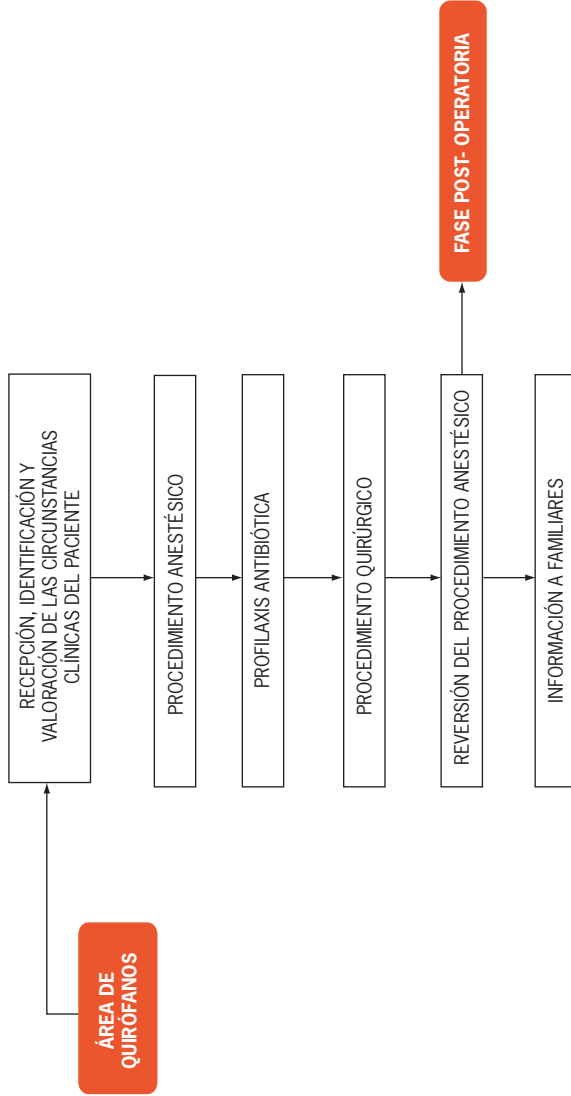 ÁREA DE
QUIRÓFANOS
RECEPCIÓN, IDENTIFICACIÓN Y
VALORACIÓN DE LAS CIRCUNSTANCIAS
CLÍNICAS DEL PACIENTE
PROCEDIMIENTO ANESTÉSICO
PROFILAXIS ANTIBIÓTICA
PROCEDIMIENTO QUIRÚRGICO
REVERSIÓN DEL PROCEDIMIENTO ANESTÉSICO
FASE POST- OPERATORIA
INFORMACIÓN A FAMILIARES